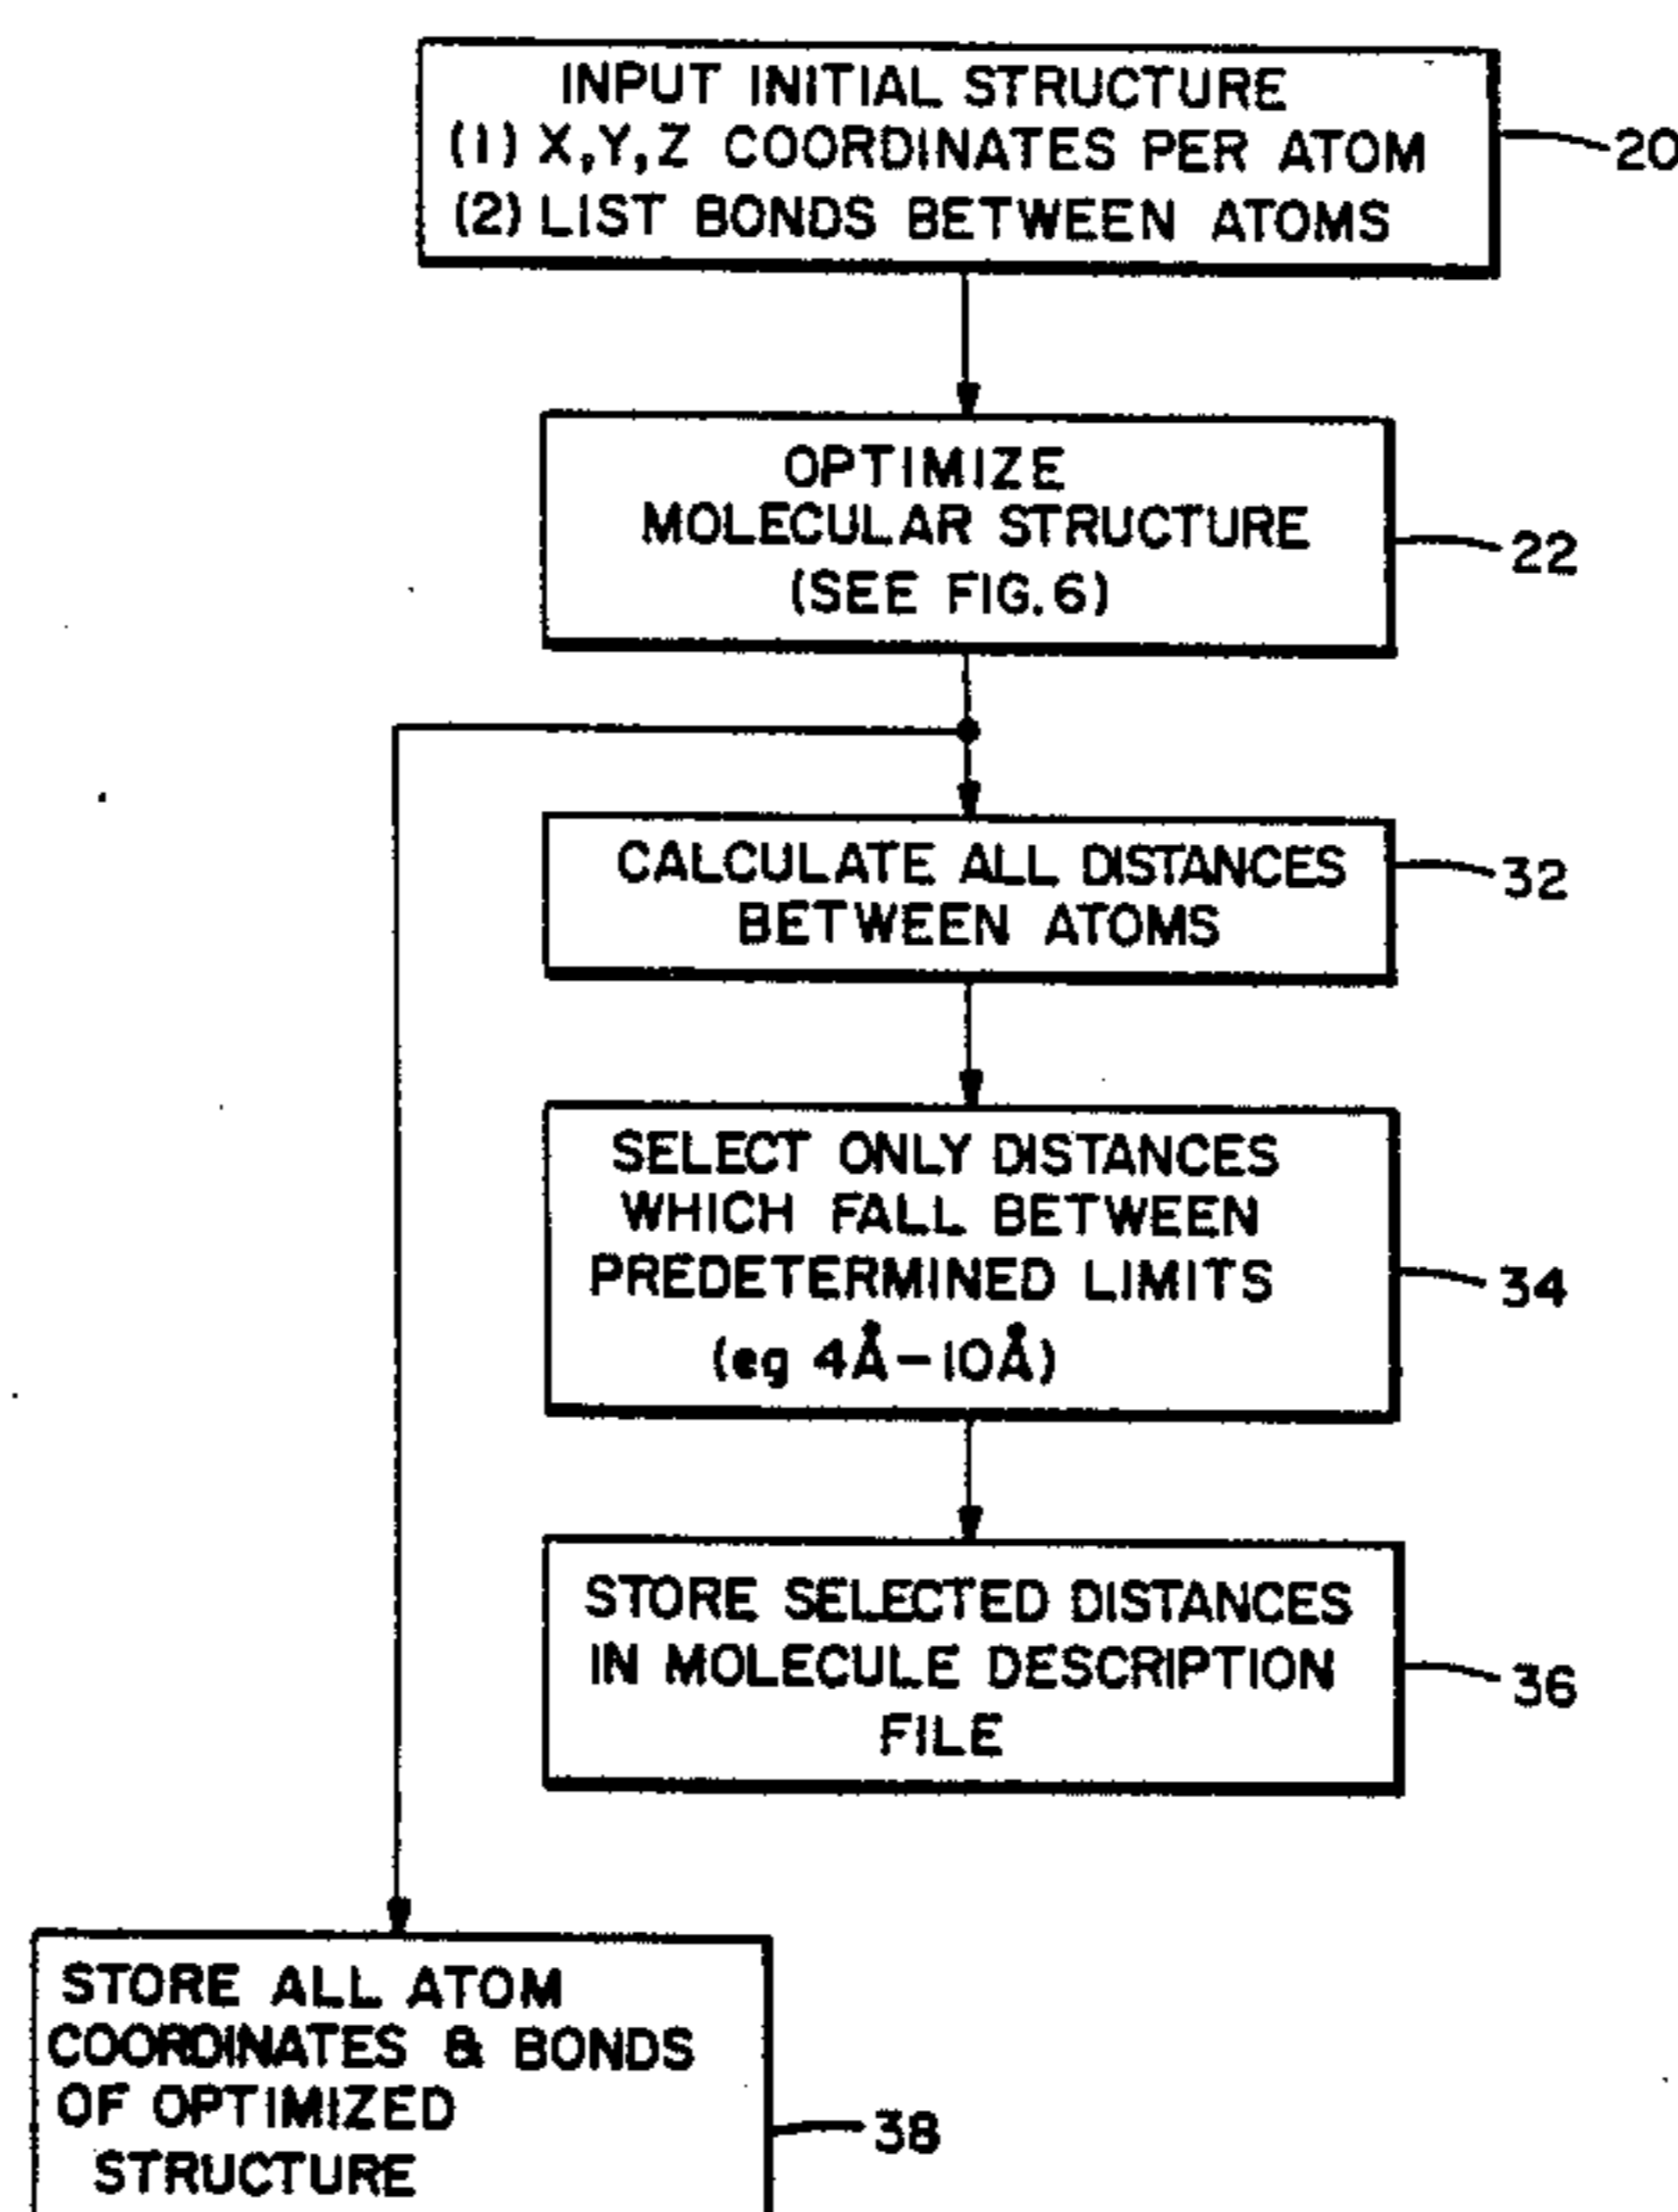 INPUT INITIAL STRUCTURE
(1) X,Y,Z COORDINATES PER ATOM
(2) LIST BONDS BETWEEN ATOMS
20
OPTIMIZE
MOLECULAR STRUCTURE
(SEE FIG.6)
22
CALCULATE ALL DISTANCES
BETWEEN ATOMS
32
SELECT ONLY DISTANCES
WHICH FALL BETWEEN
PREDETERMINED LIMITS
(eg 4Å-10Å)
34
STORE SELECTED DISTANCES
IN MOLECULE DESCRIPTION
FILE
36
STORE ALL ATOM
COORDINATES & BONDS
OF OPTIMIZED
STRUCTURE
38